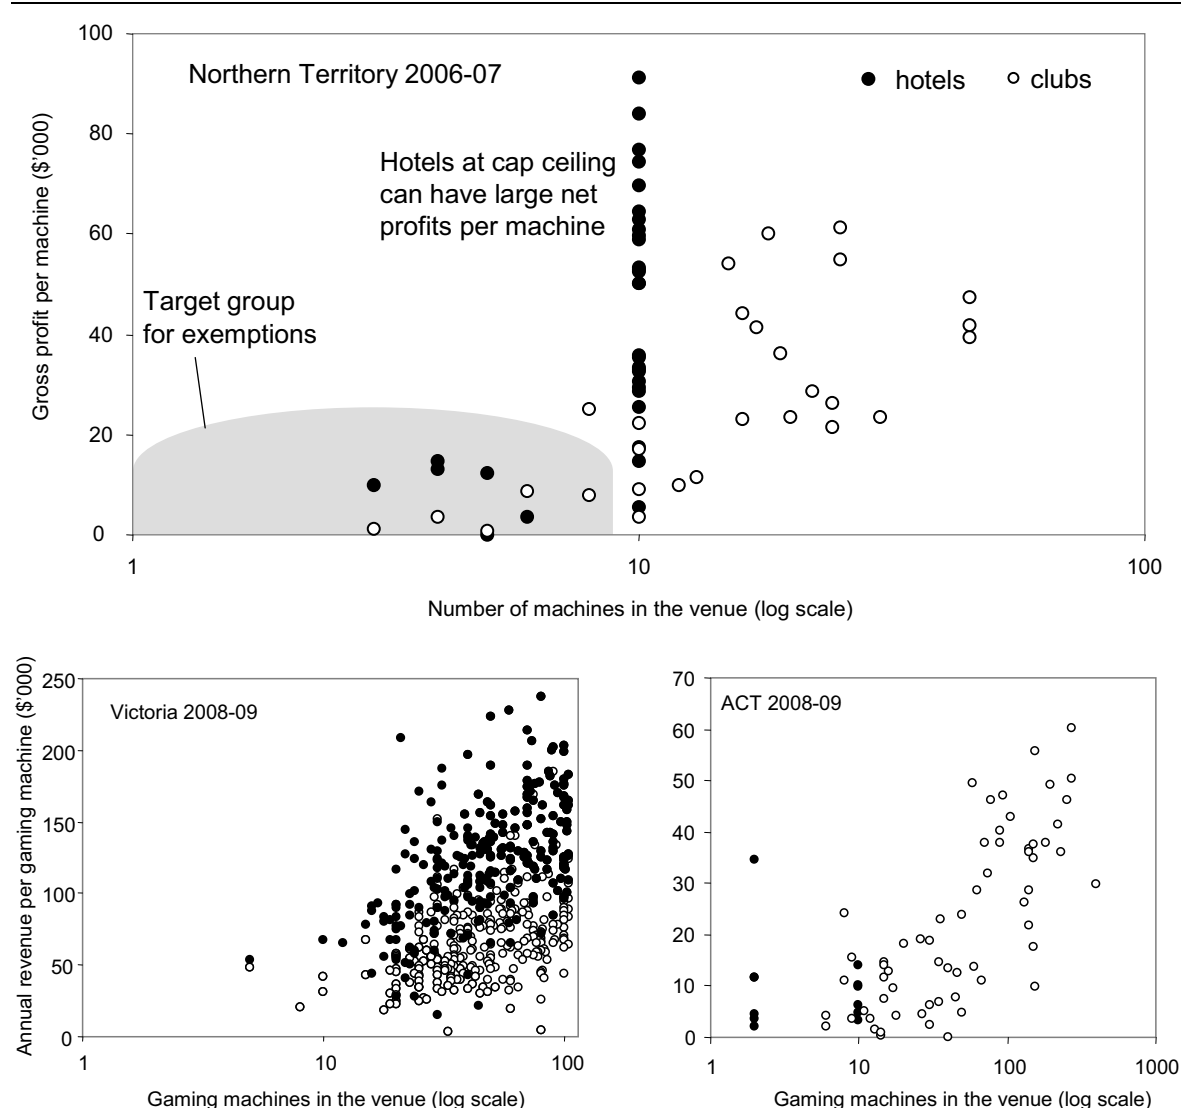 100
80
60
40
20
0
Gross profit per machine ($'000)
Northern Territory 2006-07
hotels
clubs
Hotels at cap ceiling
can have large net
profits per machine
Target group
for exemptions
1
10
100
Number of machines in the venue (log scale)
250
200
150
100
50
0
Annual revenue per gaming machine ($'000)
Victoria 2008-09
1
10
100
Gaming machines in the venue (log scale)
70
60
50
40
30
20
10
0
ACT 2008-09
1
10
100
1000
Gaming machines in the venue (log scale)